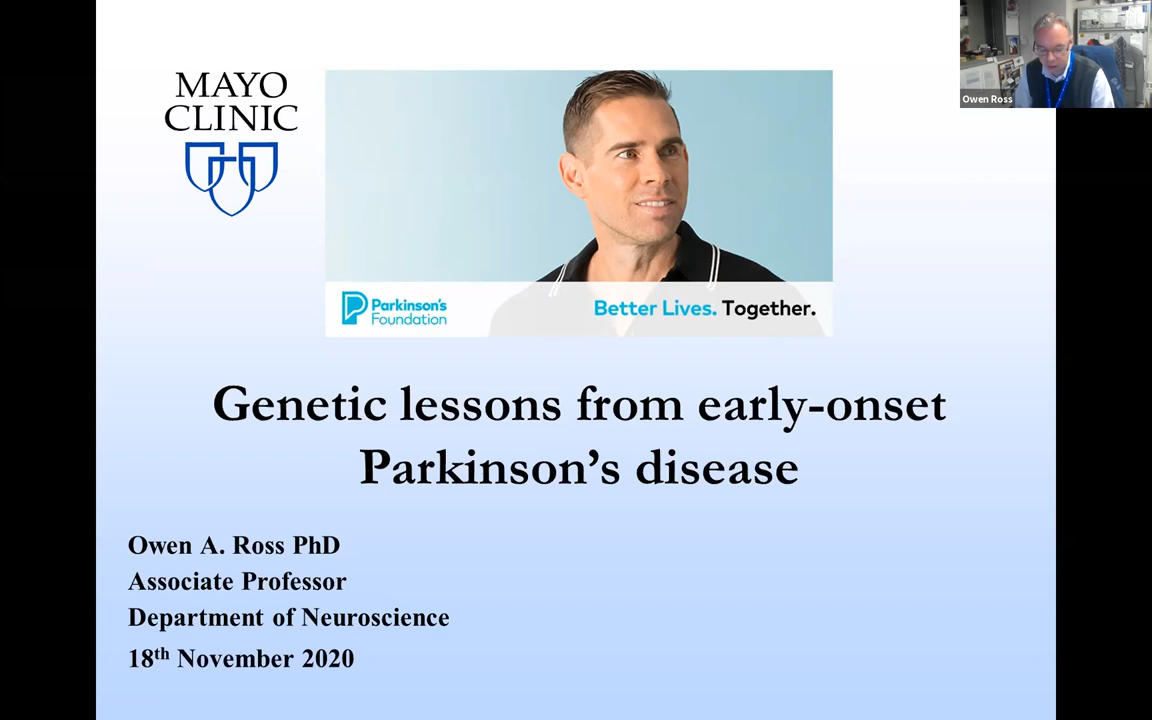 MAYO
CLINIC
Owen Ross
Parkinson's
Foundation
Better Lives. Together.
Genetic lessons from early-onset
Parkinson’s disease
Owen A. Ross PhD
Associate Professor
Department of Neuroscience
18th November 2020